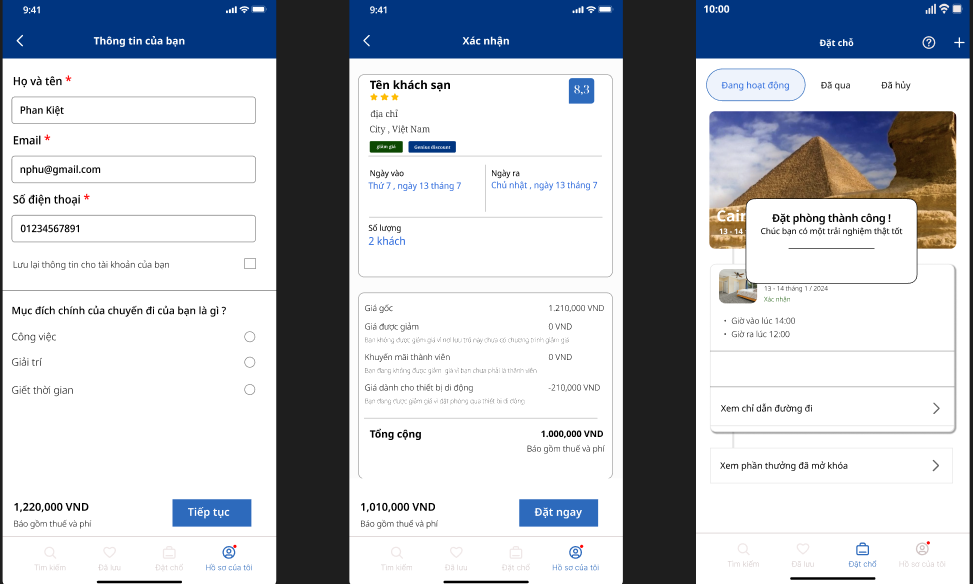 9:41
Thông tin của bạn
Họ và tên *
Phan Kiệt
Email *
nphu@gmail.com
Số điện thoại *
01234567891
Lưu lại thông tin cho tài khoản của bạn
Mục đích chính của chuyến đi của bạn là gì ?
Công việc
Giải trí
Giết thời gian
1,220,000 VND
Báo gồm thuế và phí
Tiếp tục
Tìm kiếm
Đã lưu
Đặt chỗ
Hồ sơ của tôi
9:41
Xác nhận
Tên khách sạn
8,3
địa chỉ
City , Việt Nam
giảm giá
Genius discount
Ngày vào
Thứ 7 , ngày 13 tháng 7
Ngày ra
Chủ nhật , ngày 13 tháng 7
Số lượng
2 khách
Giá gốc 1.210,000 VND
Giá được giảm 0 VND
Bạn không được giảm giá vì nơi lưu trú này chưa có chương trình giảm giá
Khuyến mãi thành viên 0 VND
Bạn đang không được giảm giá vì bạn chưa phải là thành viên
Giá dành cho thiết bị di động -210,000 VND
Bạn đang được giảm giá vì đặt phòng qua thiết bị di động
Tổng cộng 1.000,000 VND
Báo gồm thuế và phí
1,010,000 VND
Báo gồm thuế và phí
Đặt ngay
Tìm kiếm
Đã lưu
Đặt chỗ
Hồ sơ của tôi
10:00
Đặt chỗ
Đang hoạt động
Đã qua
Đã hủy
Cair
13 - 14
Đặt phòng thành công !
Chúc bạn có một trải nghiệm thật tốt
13 - 14 tháng 1 / 2024
Xác nhận
• Giờ vào lúc 14:00
• Giờ ra lúc 12:00
Xem chỉ dẫn đường đi
Xem phần thưởng đã mở khóa
Tìm kiếm
Đã lưu
Đặt chỗ
Hồ sơ của tôi